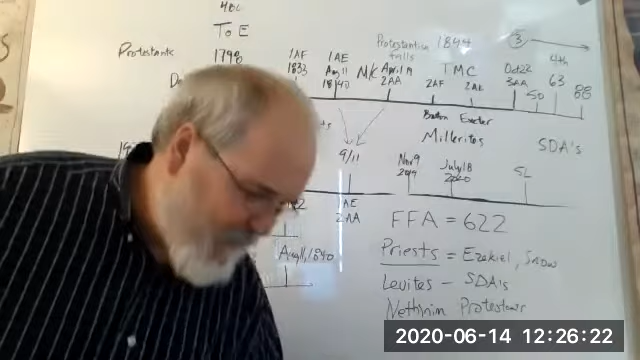 ToE
Protestants 1798 1AF 1833 1AE Aug 11 1840 Protestantism falls 1844 3
M/C April 19 2AA TMC 2AF 2AE Oct 22 3AA 4th 63 50 88
Boston Exeter
9/11 Millerites SDA's
Nov 9 2019 July 18 2020 SL
1AE 2AA
FFA = 622
Aug 11, 1840
Priests = Ezekiel, Snow
Levites - SDA's
Nethinim Protestants
2020-06-14 12:26:22